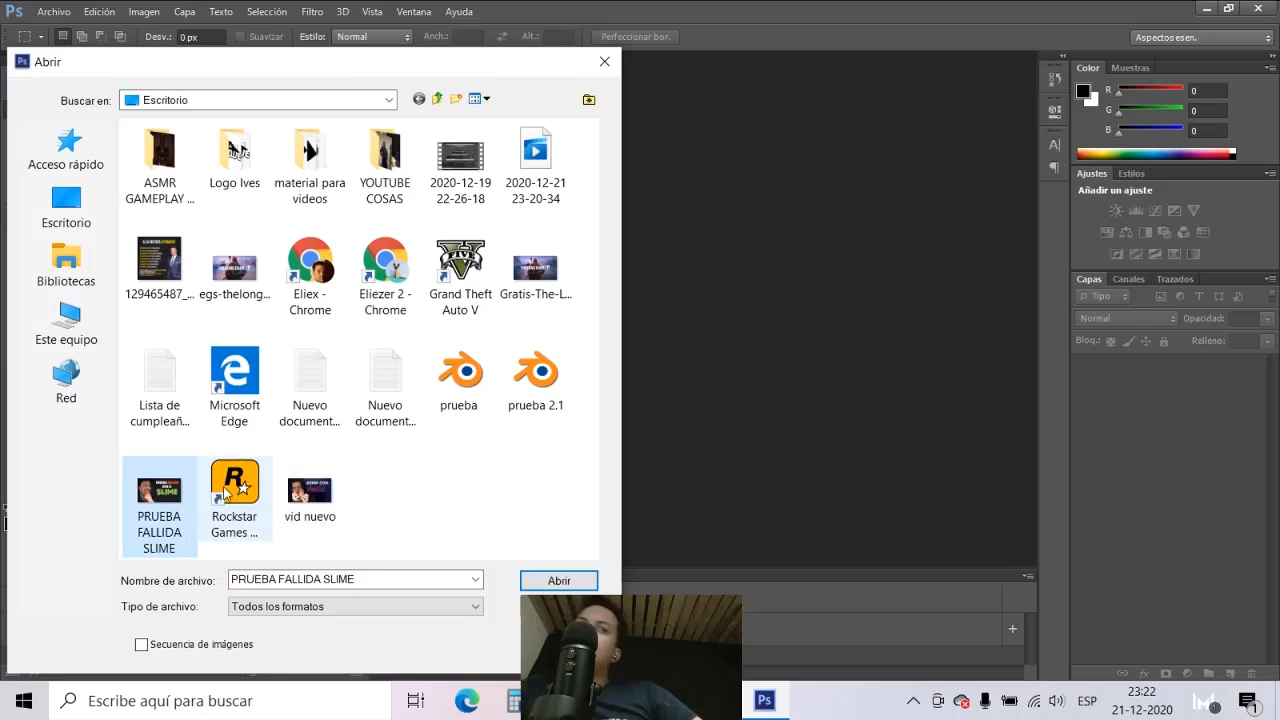 Ps Archivo Edición Imagen Capa Texto Selección Filtro 3D Vista Ventana Ayuda
Desv.: 0 px Suavizar Estilo: Normal Anch.: Alt.: Perfeccionar bor. Aspectos esen.
Abrir
Buscar en: Escritorio
Acceso rápido
Escritorio
Bibliotecas
Este equipo
Red
ASMR
GAMEPLAY ...
Logo Ives
material para
videos
YOUTUBE
COSAS
2020-12-19
22-26-18
2020-12-21
23-20-34
129465487_...
egs-thelong...
Eliex -
Chrome
Eliezer 2 -
Chrome
Grand Theft
Auto V
Gratis-The-L...
Lista de
cumpleañ...
Microsoft
Edge
Nuevo
document...
Nuevo
document...
prueba
prueba 2.1
PRUEBA
FALLIDA
SLIME
Rockstar
Games ...
vid nuevo
Nombre de archivo: PRUEBA FALLIDA SLIME Abrir
Tipo de archivo: Todos los formatos
Secuencia de imágenes
Color Muestras
R 0
G 0
B 0
Ajustes Estilos
Añadir un ajuste
Capas Canales Trazados
Tipo
Normal Opacidad:
Bloq.: Relleno:
Escribe aquí para buscar
Ps
ESP
23:22
21-12-2020
1